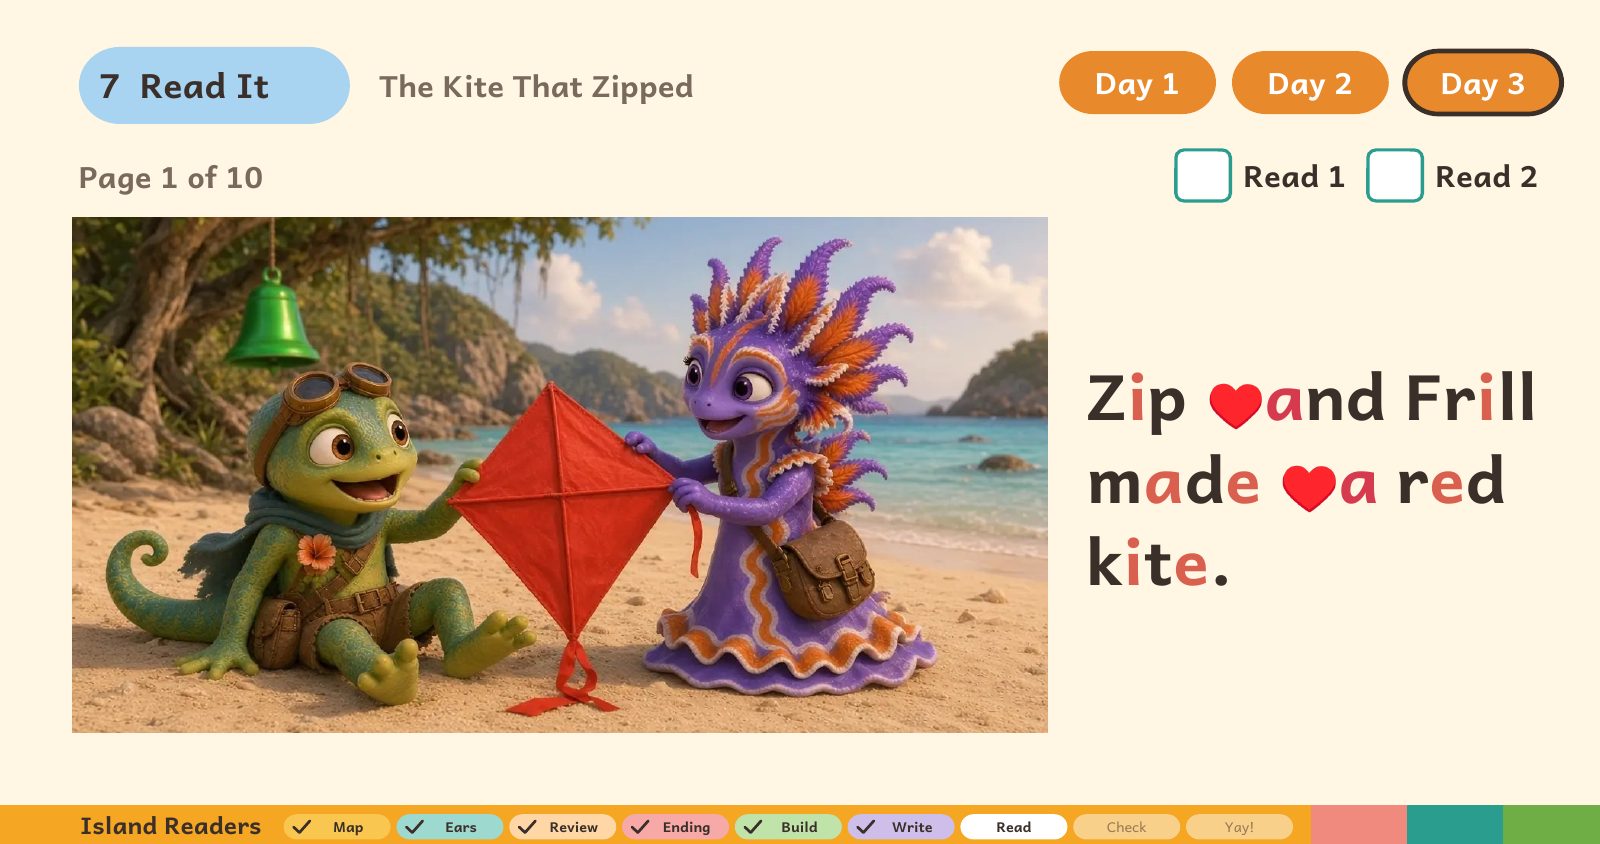 7 Read It
The Kite That Zipped
Day 1
Day 2
Day 3
Page 1 of 10
Read 1
Read 2
Zip ❤and Frill
made ❤a red
kite.
Island Readers
Map
Ears
Review
Ending
Build
Write
Read
Check
Yay!